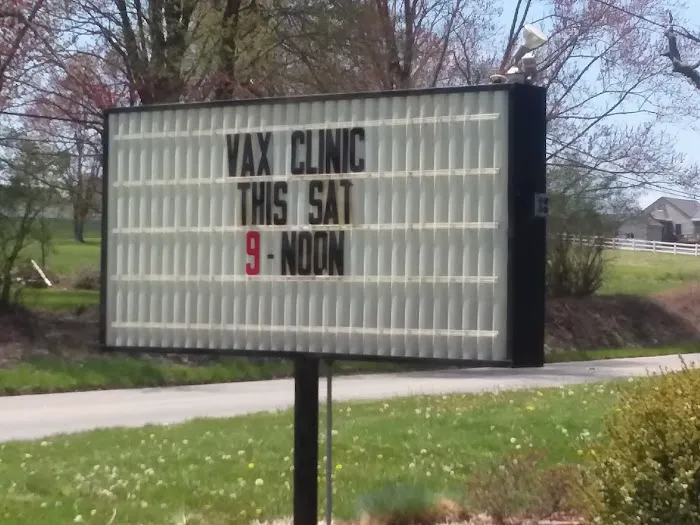 VAX CLINIC
THIS SAT
9-NOON